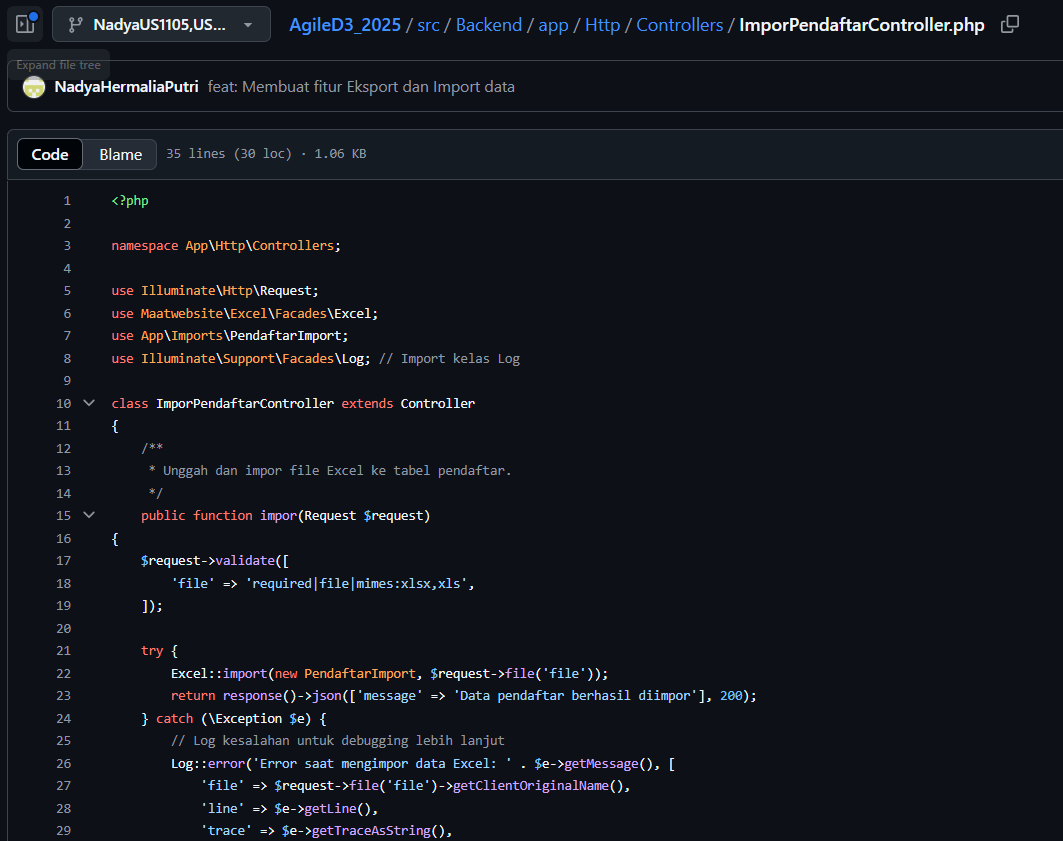 NadyaUS1105,US...
AgileD3_2025 / src / Backend / app / Http / Controllers / ImporPendaftarController.php
Expand file tree
NadyaHermaliaPutri feat: Membuat fitur Eksport dan Import data
Code Blame 35 lines (30 loc) · 1.06 KB
1 <?php
2
3 namespace App\Http\Controllers;
4
5 use Illuminate\Http\Request;
6 use Maatwebsite\Excel\Facades\Excel;
7 use App\Imports\PendaftarImport;
8 use Illuminate\Support\Facades\Log; // Import kelas Log
9
10 class ImporPendaftarController extends Controller
11 {
12     /**
13      * Unggah dan impor file Excel ke tabel pendaftar.
14      */
15     public function impor(Request $request)
16 {
17     $request->validate([
18         'file' => 'required|file|mimes:xlsx,xls',
19     ]);
20
21     try {
22         Excel::import(new PendaftarImport, $request->file('file'));
23         return response()->json(['message' => 'Data pendaftar berhasil diimpor'], 200);
24     } catch (\Exception $e) {
25         // Log kesalahan untuk debugging lebih lanjut
26         Log::error('Error saat mengimpor data Excel: ' . $e->getMessage(), [
27             'file' => $request->file('file')->getClientOriginalName(),
28             'line' => $e->getLine(),
29             'trace' => $e->getTraceAsString(),